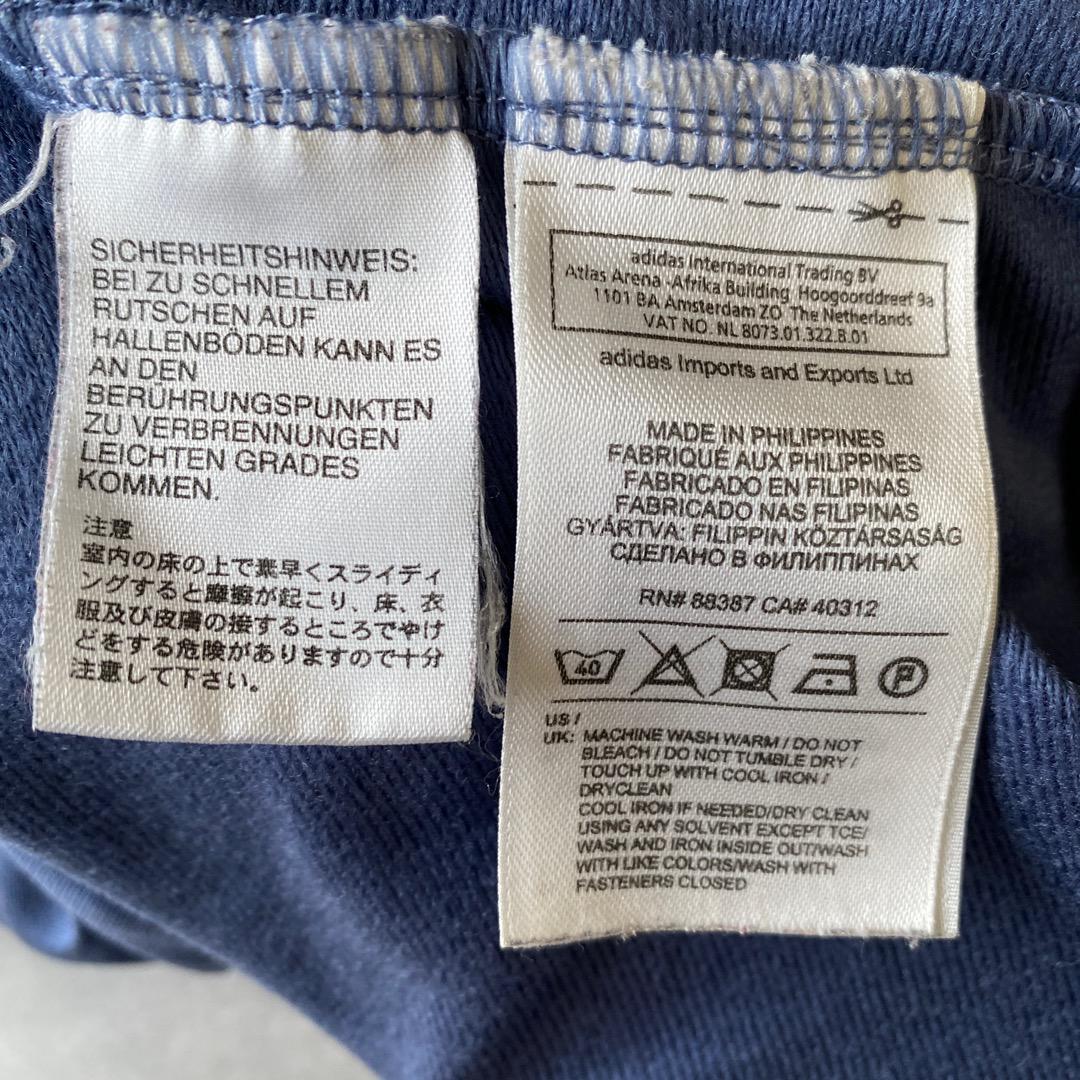 SICHERHEITSHINWEIS:
BEI ZU SCHNELLEM
RUTSCHEN AUF
HALLENBÖDEN KANN ES
AN DEN
BERÜHRUNGSPUNKTEN
ZU VERBRENNUNGEN
LEICHTEN GRADES
KOMMEN.
注意
室内の床の上で素早くスライディ
ングすると摩擦が起こり、床、衣
服及び皮膚の接するところでやけ
どをする危険がありますので十分
注意して下さい。
adidas International Trading BV
Atlas Arena -Afrika Building, Hoogoorddreef 9a
1101 BA Amsterdam ZO The Netherlands
VAT NO. NL 8073.01.322.B.01
adidas Imports and Exports Ltd
MADE IN PHILIPPINES
FABRIQUÉ AUX PHILIPPINES
FABRICADO EN FILIPINAS
FABRICADO NAS FILIPINAS
GYÁRTVA: FILIPPIN KÖZTÁRSASÁG
СДЕЛАНО В ФИЛИППИНАХ
RN# 88387 CA# 40312
40 P
US /
UK: MACHINE WASH WARM / DO NOT
BLEACH / DO NOT TUMBLE DRY /
TOUCH UP WITH COOL IRON /
DRYCLEAN
COOL IRON IF NEEDED/DRY CLEAN
USING ANY SOLVENT EXCEPT TCE/
WASH AND IRON INSIDE OUT/WASH
WITH LIKE COLORS/WASH WITH
FASTENERS CLOSED